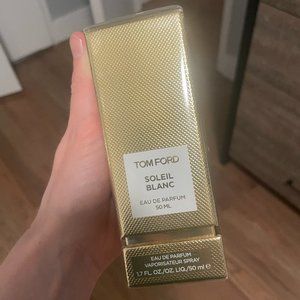 TOM FORD
SOLEIL
BLANC
EAU DE PARFUM
50 ML
EAU DE PARFUM
VAPORISATEUR SPRAY
1.7 FL.OZ./OZ. LIQ./50 ml ℮